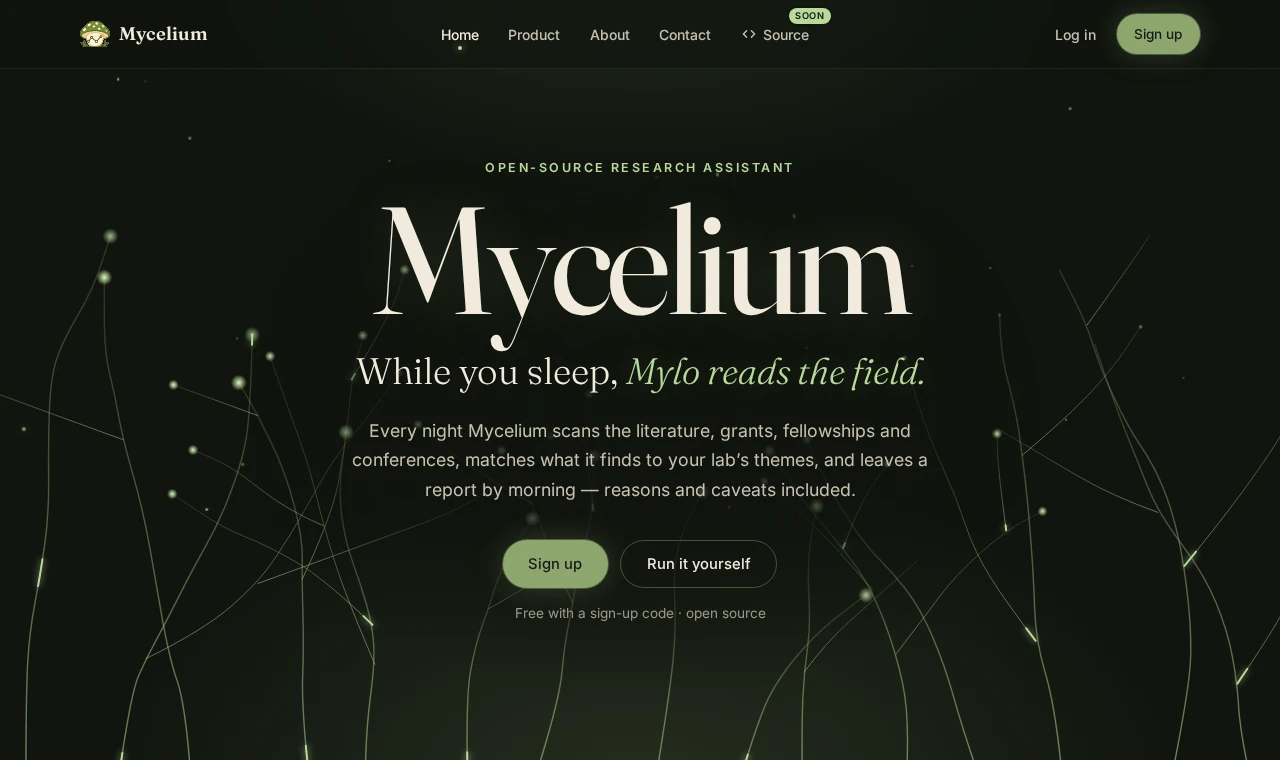 Mycelium
Home
Product
About
Contact
Source
SOON
Log in
Sign up
OPEN-SOURCE RESEARCH ASSISTANT
Mycelium
While you sleep, Mylo reads the field.
Every night Mycelium scans the literature, grants, fellowships and
conferences, matches what it finds to your lab’s themes, and leaves a
report by morning — reasons and caveats included.
Sign up
Run it yourself
Free with a sign-up code · open source